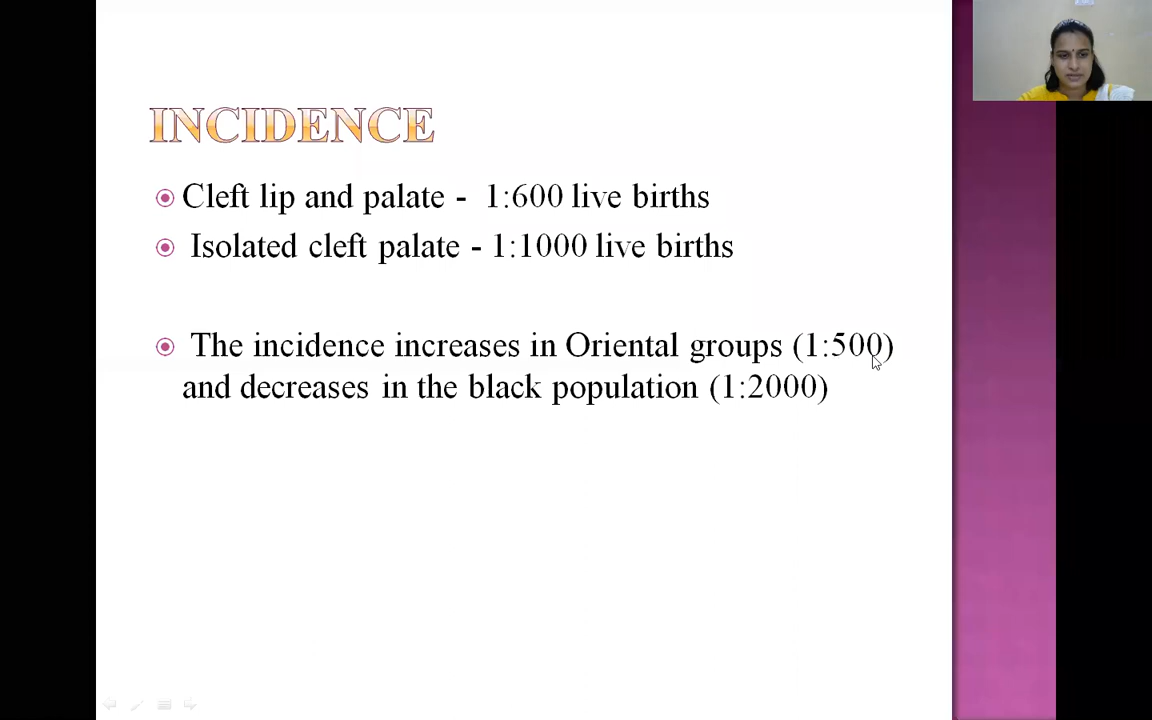 INCIDENCE
Cleft lip and palate - 1:600 live births
Isolated cleft palate - 1:1000 live births
The incidence increases in Oriental groups (1:500)
and decreases in the black population (1:2000)